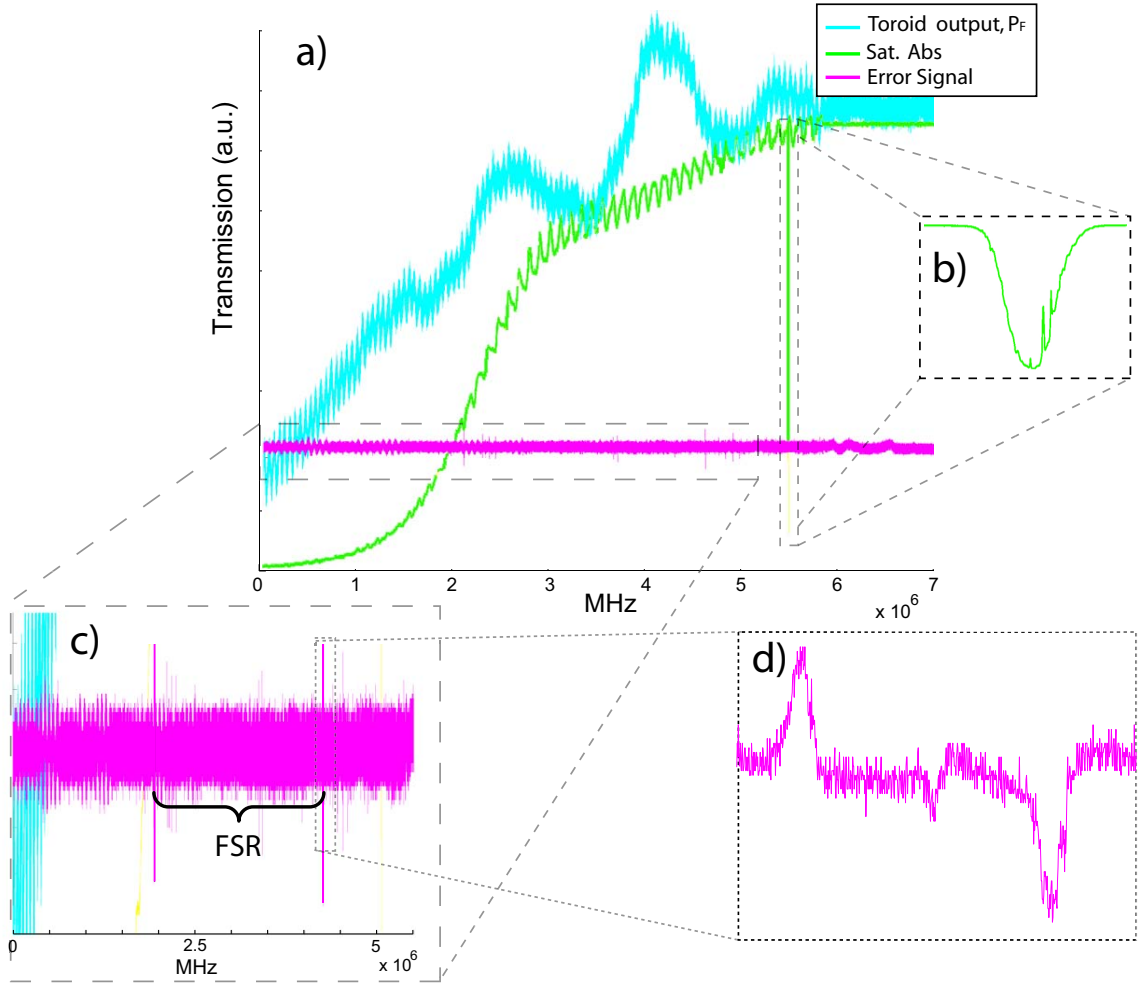 a)
Toroid output, PF
Sat. Abs
Error Signal
Transmission (a.u.)
b)
0 1 2 3 4 5 6 7
MHz
x 10^6
c)
FSR
0 2.5 5
MHz
x 10^6
d)